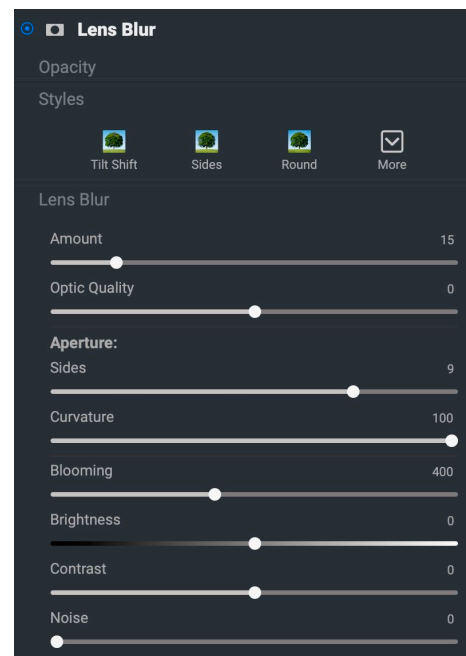 Lens Blur
Opacity
Styles
Tilt Shift Sides Round More
Lens Blur
Amount 15
Optic Quality 0
Aperture:
Sides 9
Curvature 100
Blooming 400
Brightness 0
Contrast 0
Noise 0